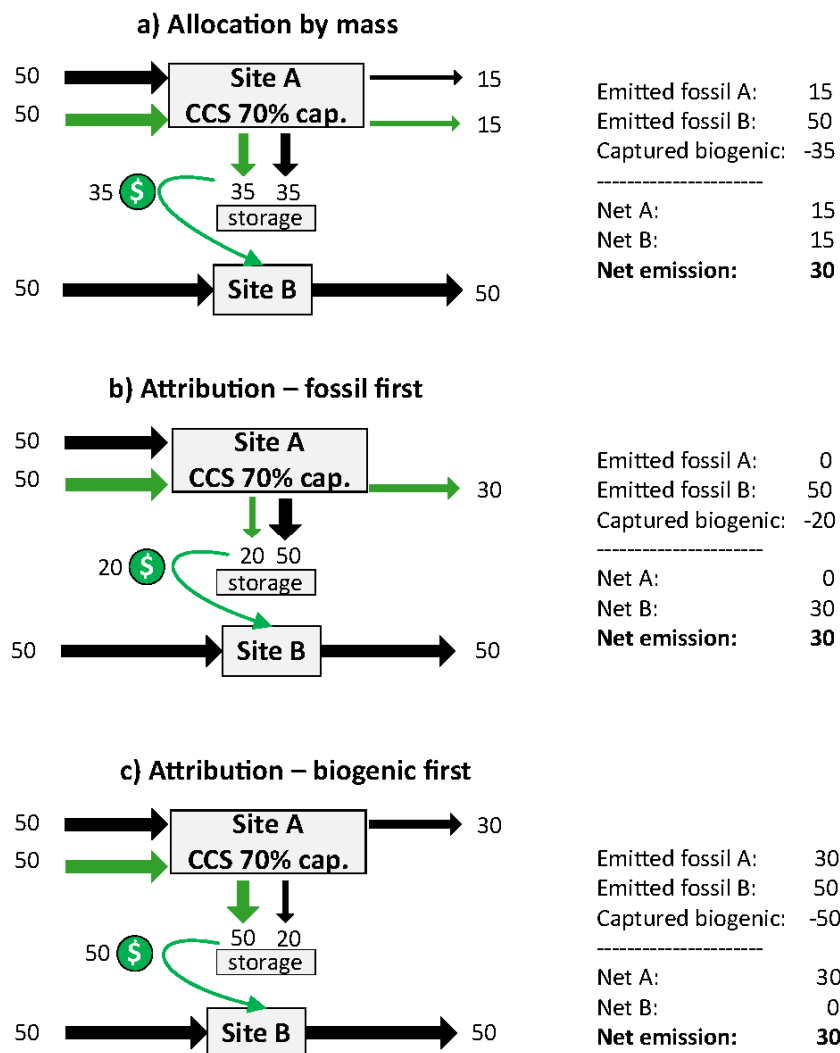 a) Allocation by mass
50
Site A
15
50
CCS 70% cap.
15
35 $
35 35
storage
50
Site B
50
Emitted fossil A: 15
Emitted fossil B: 50
Captured biogenic: -35
----------------------
Net A: 15
Net B: 15
Net emission: 30
b) Attribution – fossil first
50
Site A
50
CCS 70% cap.
30
20 $
20 50
storage
50
Site B
50
Emitted fossil A: 0
Emitted fossil B: 50
Captured biogenic: -20
----------------------
Net A: 0
Net B: 30
Net emission: 30
c) Attribution – biogenic first
50
Site A
30
50
CCS 70% cap.
50 $
50 20
storage
50
Site B
50
Emitted fossil A: 30
Emitted fossil B: 50
Captured biogenic: -50
----------------------
Net A: 30
Net B: 0
Net emission: 30